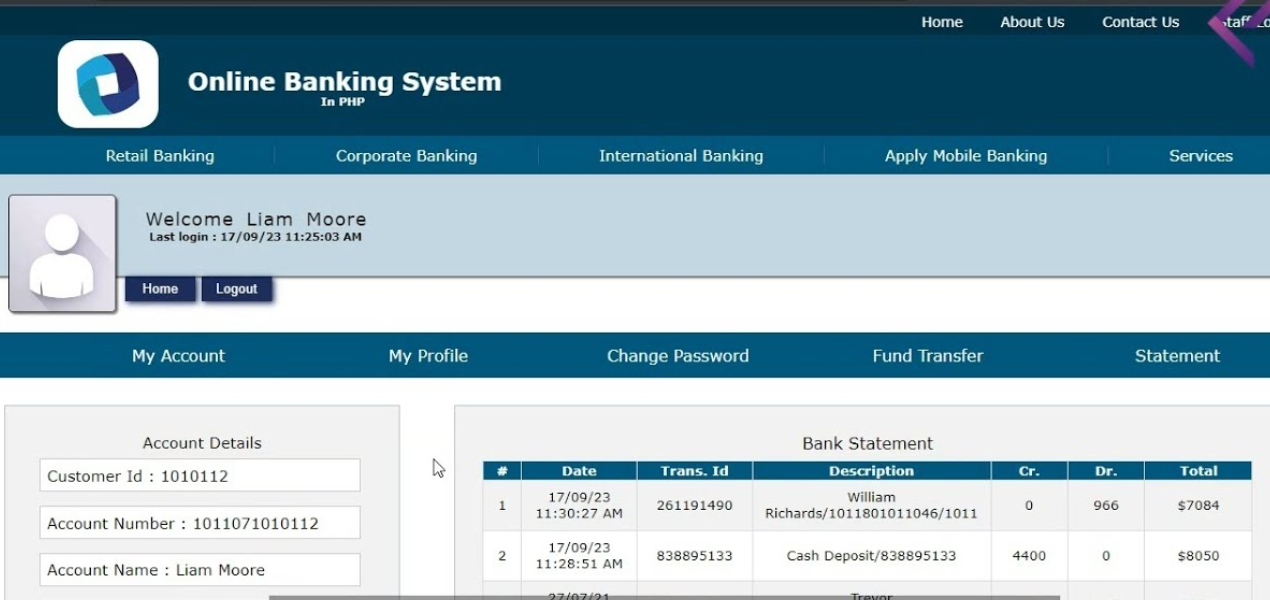 Home About Us Contact Us
Online Banking System
In PHP
Retail Banking Corporate Banking International Banking Apply Mobile Banking Services
Welcome Liam Moore
Last login : 17/09/23 11:25:03 AM
Home Logout
My Account My Profile Change Password Fund Transfer Statement
Account Details
Customer Id : 1010112
Account Number : 1011071010112
Account Name : Liam Moore
Bank Statement
# Date Trans. Id Description Cr. Dr. Total
1 17/09/23 11:30:27 AM 261191490 William Richards/1011801011046/1011 0 966 $7084
2 17/09/23 11:28:51 AM 838895133 Cash Deposit/838895133 4400 0 $8050
27/07/21 Trevor